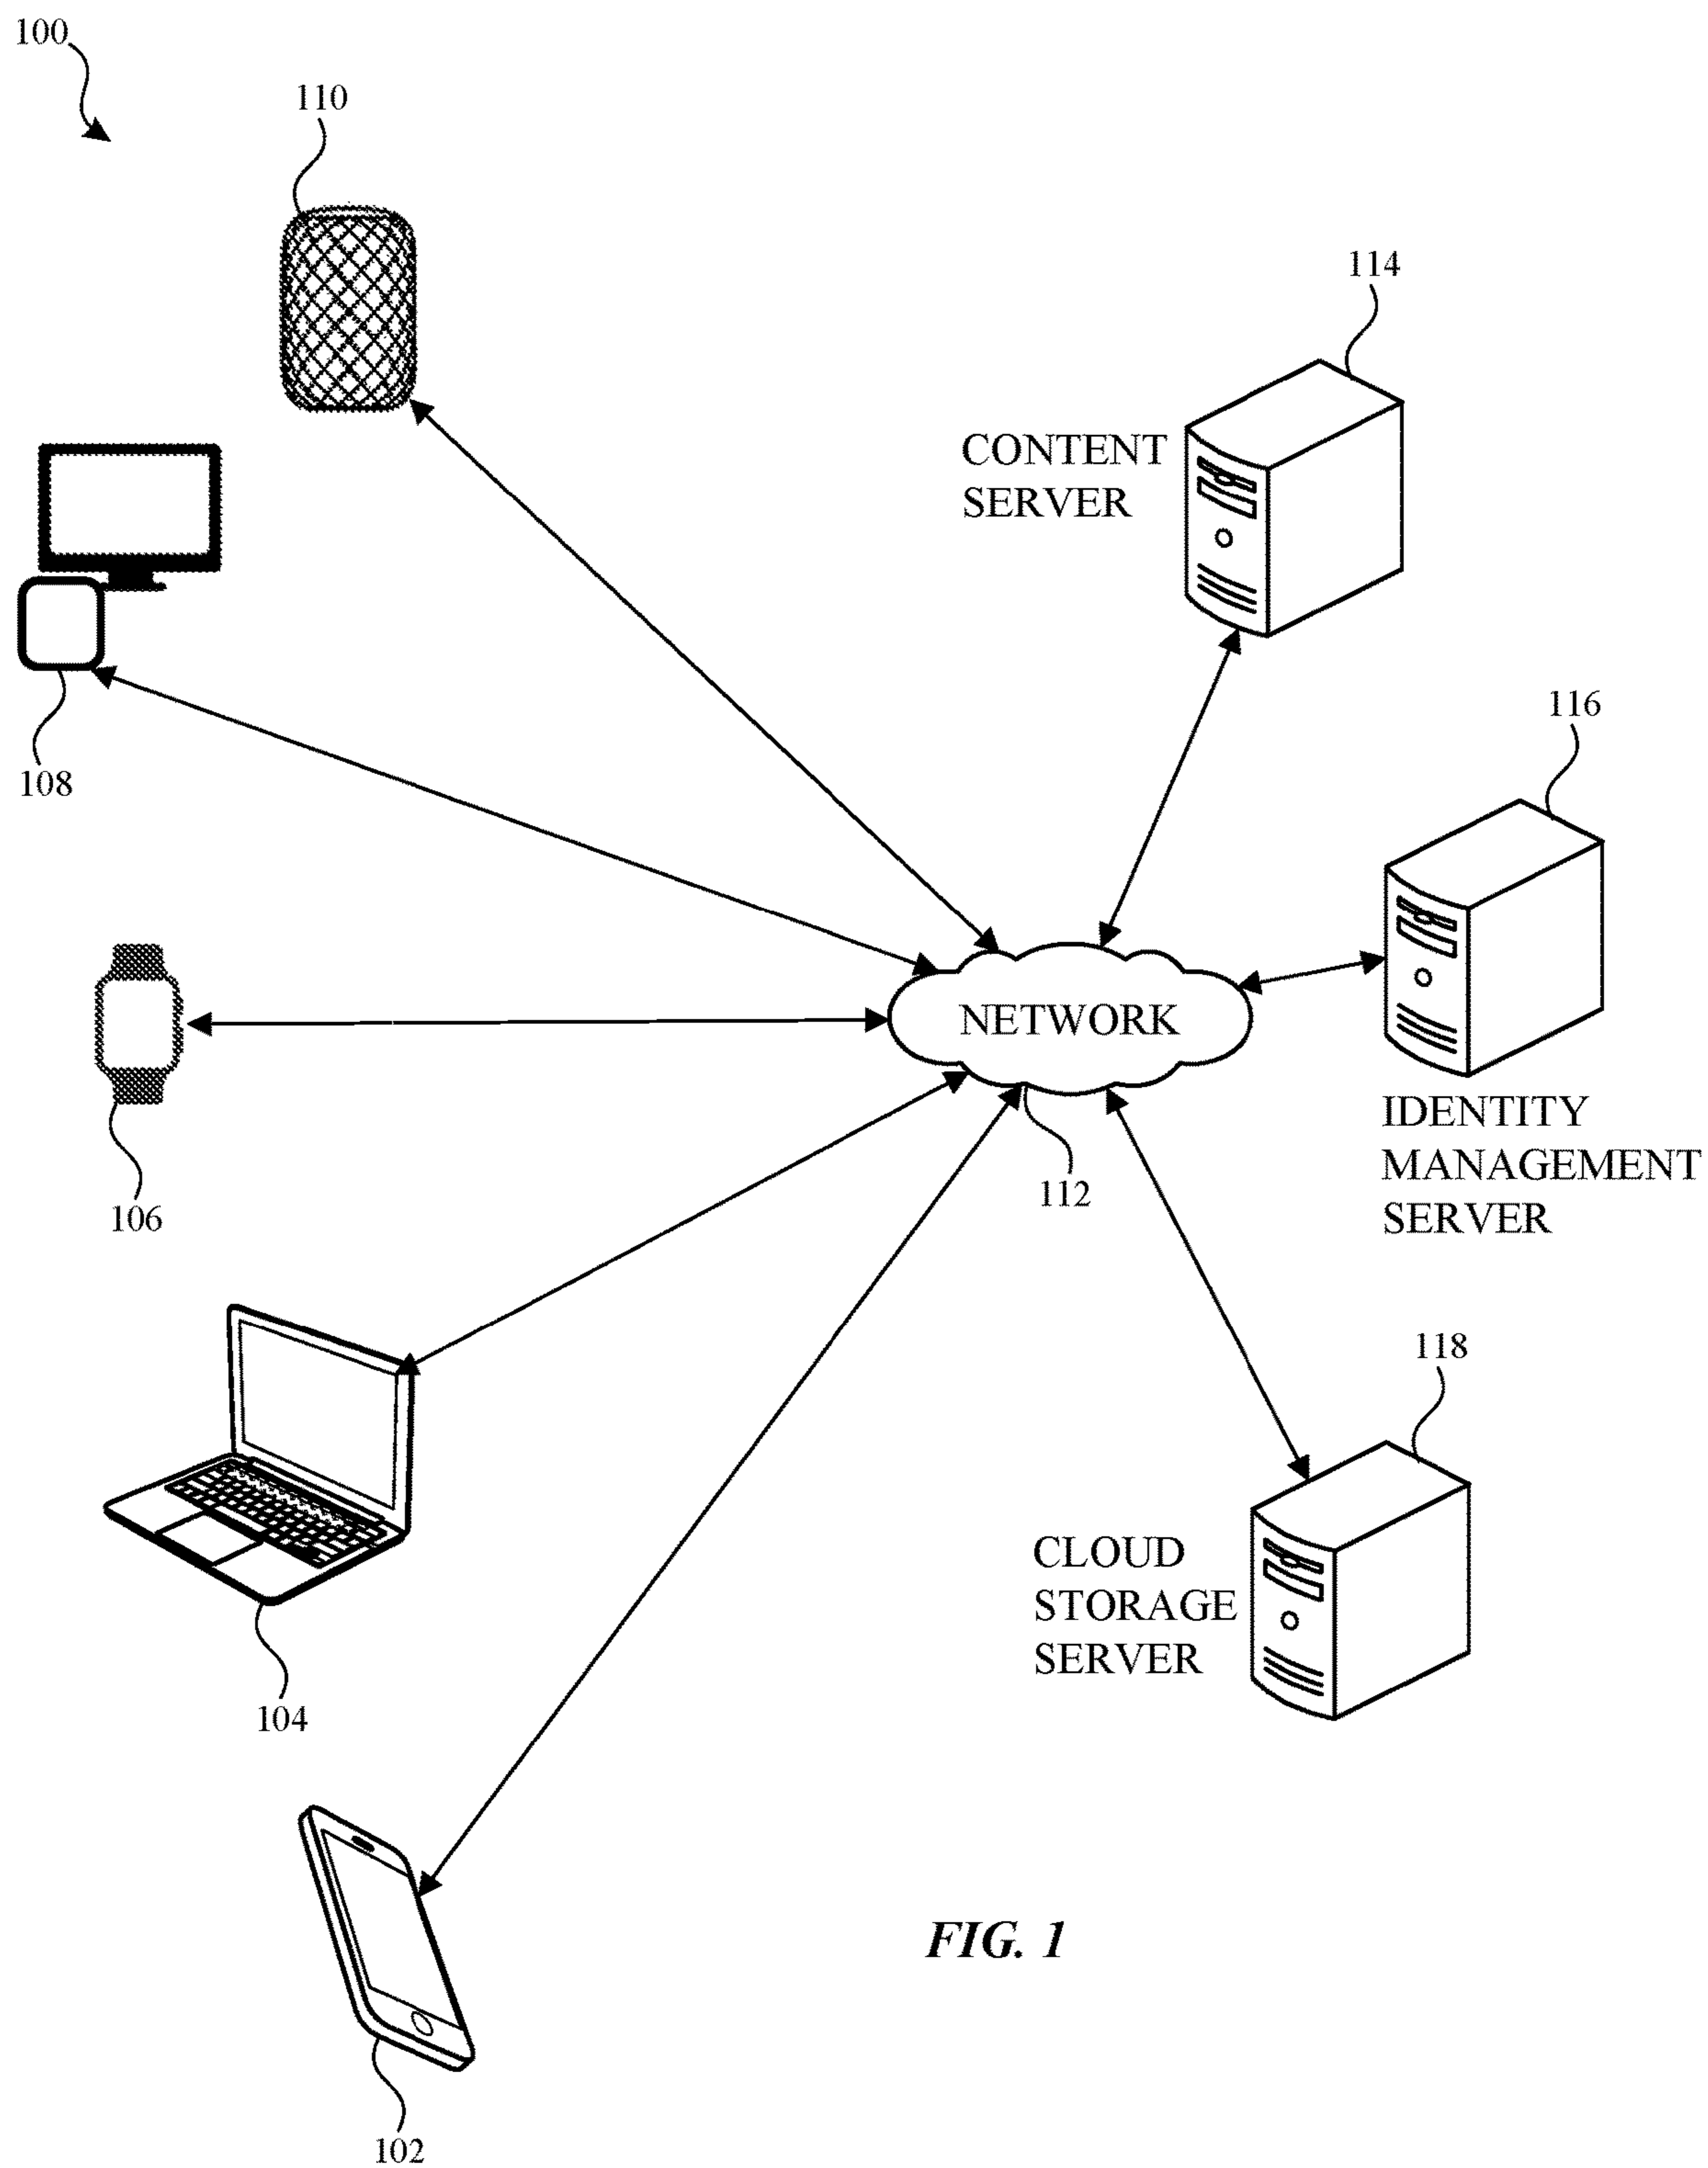 100
110
114
CONTENT
SERVER
116
108
NETWORK
IDENTITY
MANAGEMENT
SERVER
112
106
118
CLOUD
STORAGE
SERVER
104
FIG. 1
102